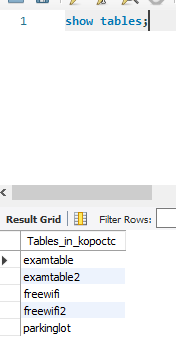 1 show tables;
Result Grid Filter Rows:
Tables_in_kopoctc
examtable
examtable2
freewifi
freewifi2
parkinglot